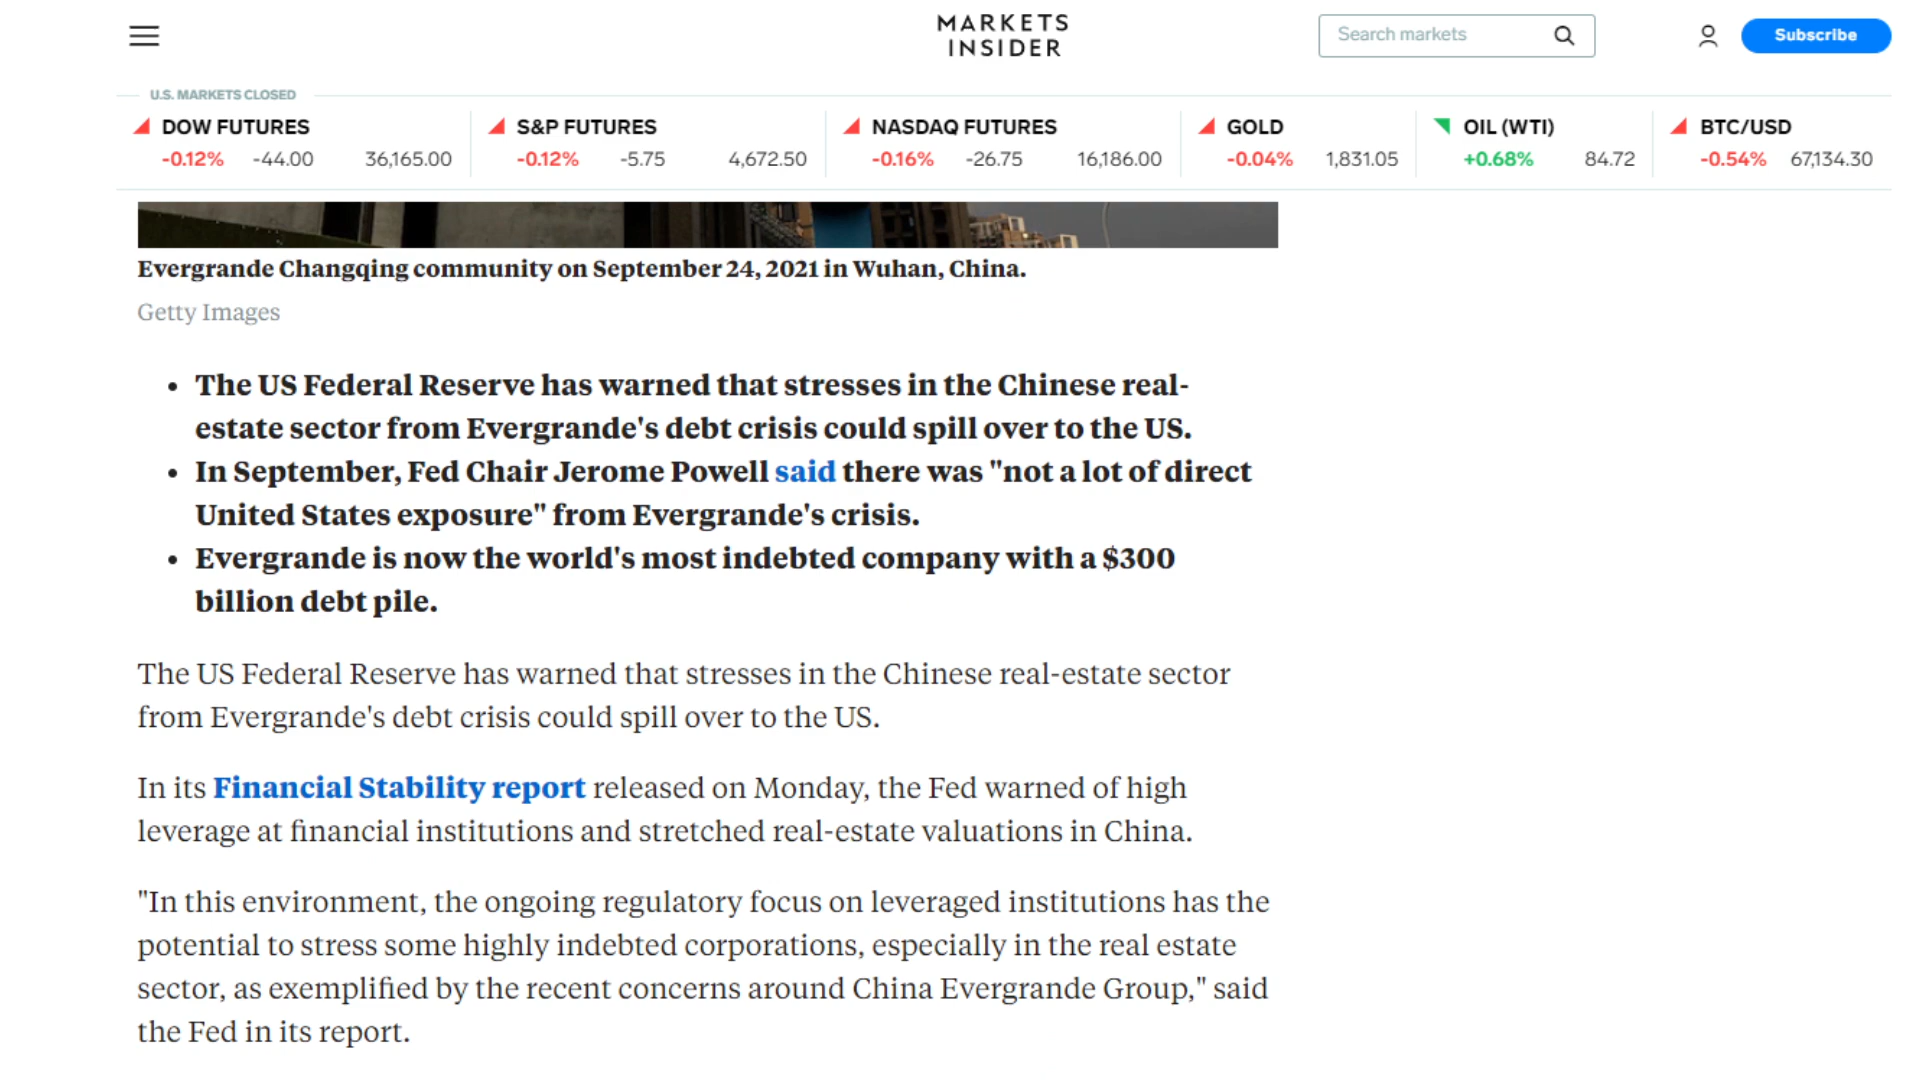 MARKETS
INSIDER
Search markets
Subscribe
U.S. MARKETS CLOSED
DOW FUTURES
-0.12% -44.00 36,165.00
S&P FUTURES
-0.12% -5.75 4,672.50
NASDAQ FUTURES
-0.16% -26.75 16,186.00
GOLD
-0.04% 1,831.05
OIL (WTI)
+0.68% 84.72
BTC/USD
-0.54% 67,134.30
Evergrande Changqing community on September 24, 2021 in Wuhan, China.
Getty Images
• The US Federal Reserve has warned that stresses in the Chinese real-
estate sector from Evergrande's debt crisis could spill over to the US.
• In September, Fed Chair Jerome Powell said there was "not a lot of direct
United States exposure" from Evergrande's crisis.
• Evergrande is now the world's most indebted company with a $300
billion debt pile.
The US Federal Reserve has warned that stresses in the Chinese real-estate sector
from Evergrande's debt crisis could spill over to the US.
In its Financial Stability report released on Monday, the Fed warned of high
leverage at financial institutions and stretched real-estate valuations in China.
"In this environment, the ongoing regulatory focus on leveraged institutions has the
potential to stress some highly indebted corporations, especially in the real estate
sector, as exemplified by the recent concerns around China Evergrande Group," said
the Fed in its report.